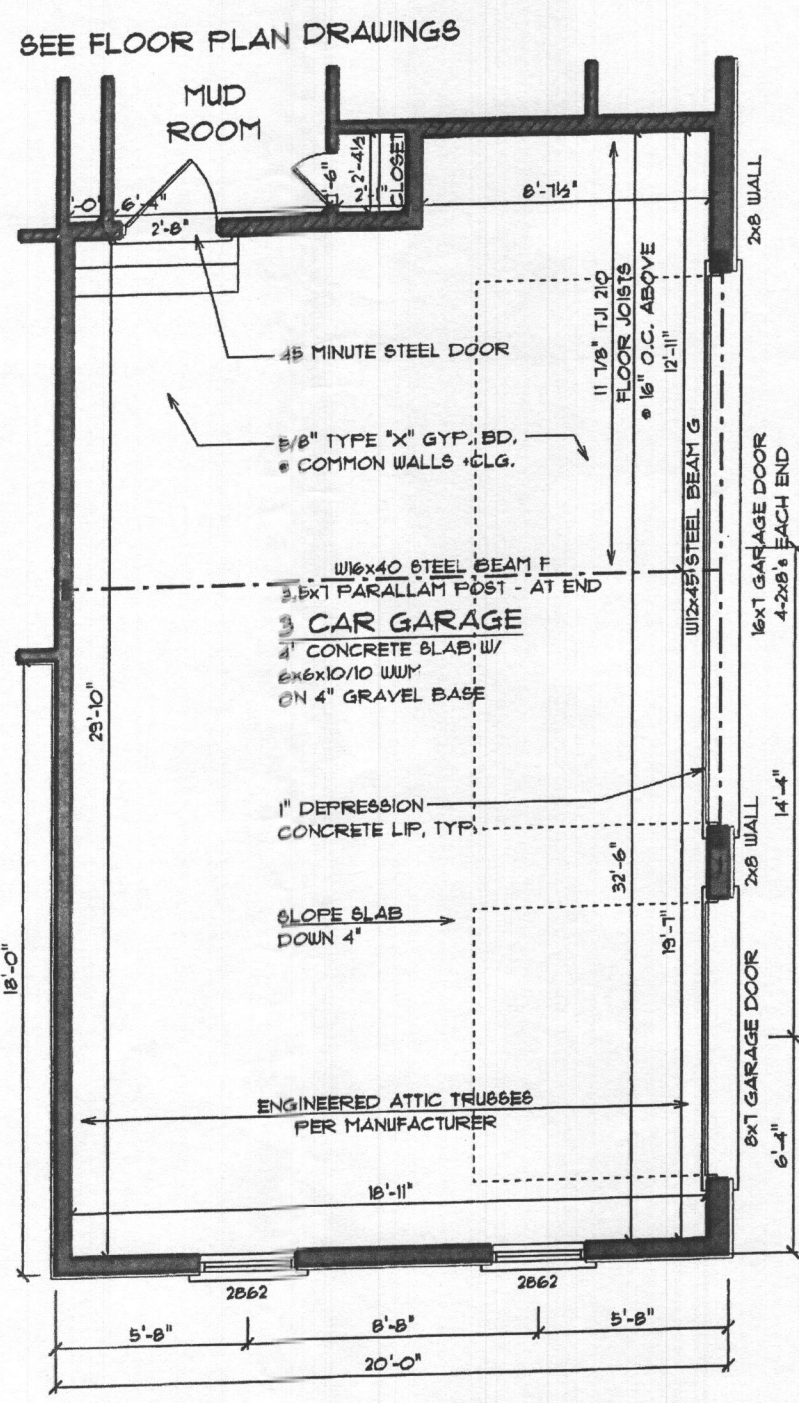 SEE FLOOR PLAN DRAWINGS
MUD
ROOM
CLOSET
2'-4½"
6'-4"
2'-8"
8'-7½"
2x8 WALL
45 MINUTE STEEL DOOR
11 7/8" TJI 210
FLOOR JOISTS
@ 16" O.C. ABOVE
12'-11"
5/8" TYPE "X" GYP. BD.
@ COMMON WALLS +CLG.
W12x45 STEEL BEAM G
16x7 GARAGE DOOR
4-2x8's EACH END
W16x40 STEEL BEAM F
3.5x7 PARALLAM POST - AT END
3 CAR GARAGE
4" CONCRETE SLAB W/
6x6x10/10 WWM
ON 4" GRAVEL BASE
29'-10"
1" DEPRESSION
CONCRETE LIP, TYP.
14'-4"
2x8 WALL
32'-6"
19'-7"
SLOPE SLAB
DOWN 4"
18'-0"
8x7 GARAGE DOOR
6'-4"
ENGINEERED ATTIC TRUSSES
PER MANUFACTURER
18'-11"
2862
2862
5'-8"
8'-8"
5'-8"
20'-0"